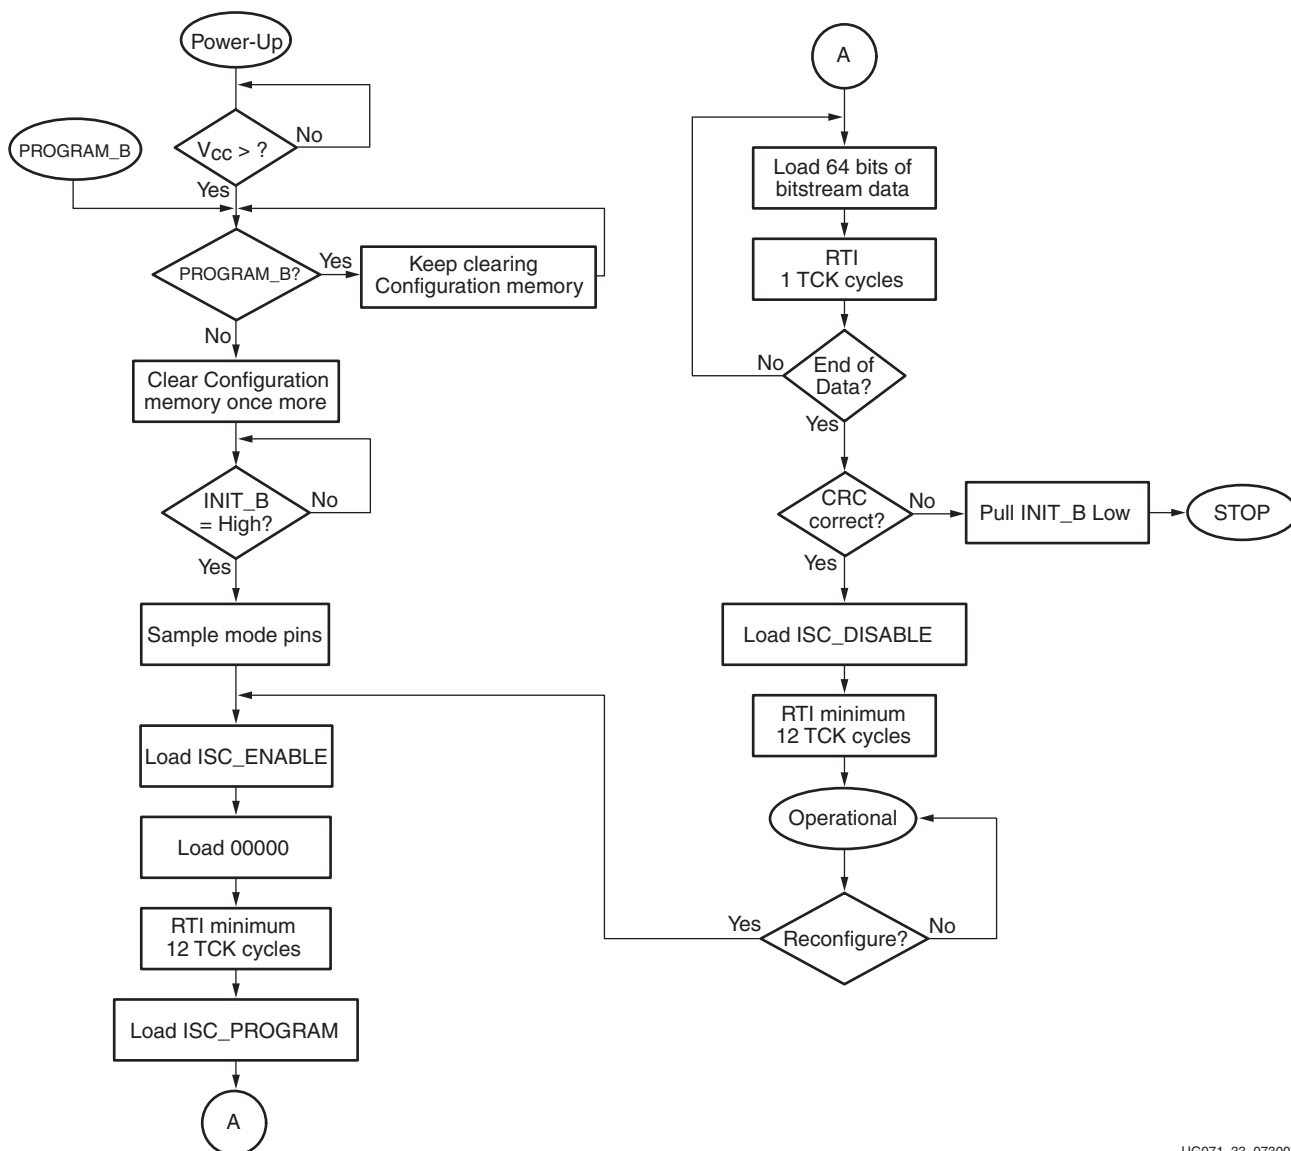 Power-Up
VCC > ?
No
Yes
PROGRAM_B
PROGRAM_B?
Yes
Keep clearing
Configuration memory
No
Clear Configuration
memory once more
INIT_B
= High?
No
Yes
Sample mode pins
Load ISC_ENABLE
Load 00000
RTI minimum
12 TCK cycles
Load ISC_PROGRAM
A
A
Load 64 bits of
bitstream data
RTI
1 TCK cycles
End of
Data?
No
Yes
CRC
correct?
No
Pull INIT_B Low
STOP
Yes
Load ISC_DISABLE
RTI minimum
12 TCK cycles
Operational
Reconfigure?
Yes
No